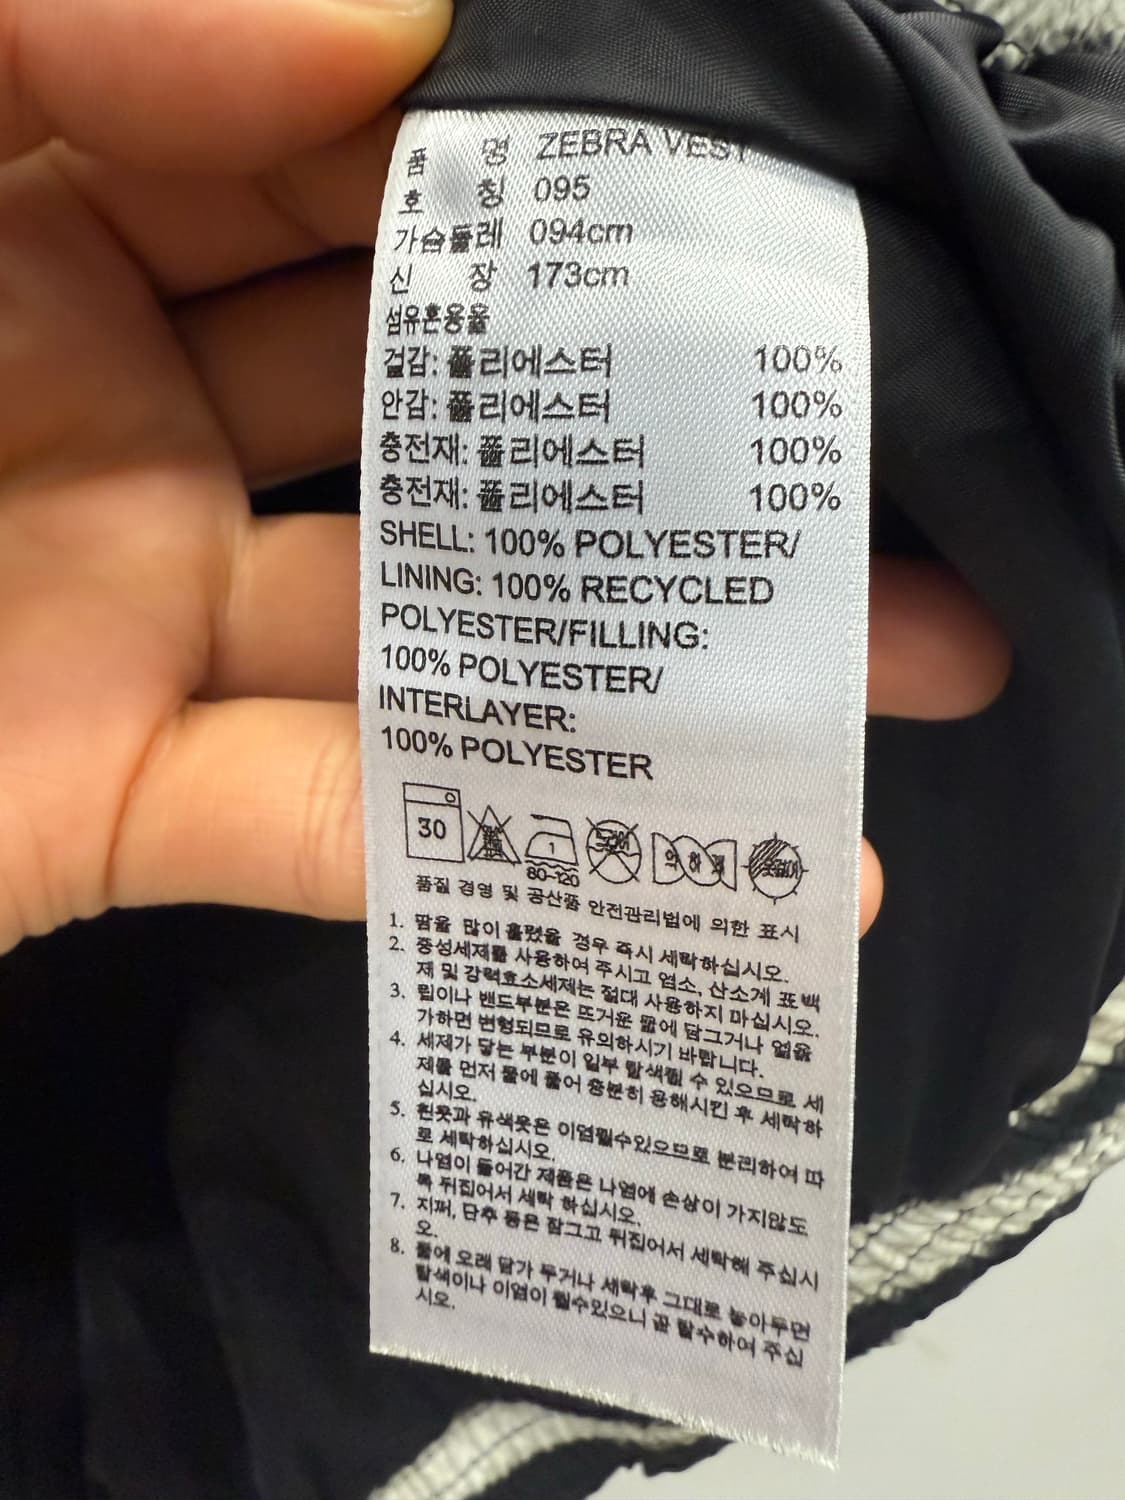 품 명 ZEBRA VEST
호 칭 095
가슴둘레 094cm
신 장 173cm
섬유혼용율
겉감: 폴리에스터 100%
안감: 폴리에스터 100%
충전재: 폴리에스터 100%
충전재: 폴리에스터 100%
SHELL: 100% POLYESTER/
LINING: 100% RECYCLED
POLYESTER/FILLING:
100% POLYESTER/
INTERLAYER:
100% POLYESTER
30 1 약하게 옷걸이
80~120
품질 경영 및 공산품 안전관리법에 의한 표시
1. 땀을 많이 흘렸을 경우 즉시 세탁하십시오.
2. 중성세제를 사용하여 주시고 염소, 산소계 표백
제 및 강력효소세제는 절대 사용하지 마십시오.
3. 립이나 밴드부분은 뜨거운 물에 담그거나 열을
가하면 변형되므로 유의하시기 바랍니다.
4. 세제가 닿는 부분이 일부 탈색될 수 있으므로 세
제를 먼저 물에 풀어 충분히 용해시킨 후 세탁하
십시오.
5. 흰옷과 유색옷은 이염될수있으므로 분리하여 따
로 세탁하십시오.
6. 나염이 들어간 제품은 나염에 손상이 가지않도
록 뒤집어서 세탁 하십시오.
7. 지퍼, 단추 등은 잠그고 뒤집어서 세탁해 주십시
오.
8. 물에 오래 담가 두거나 세탁후 그대로 놓아두면
탈색이나 이염이 될수있으니 곧 탈수하여 주십
시오.